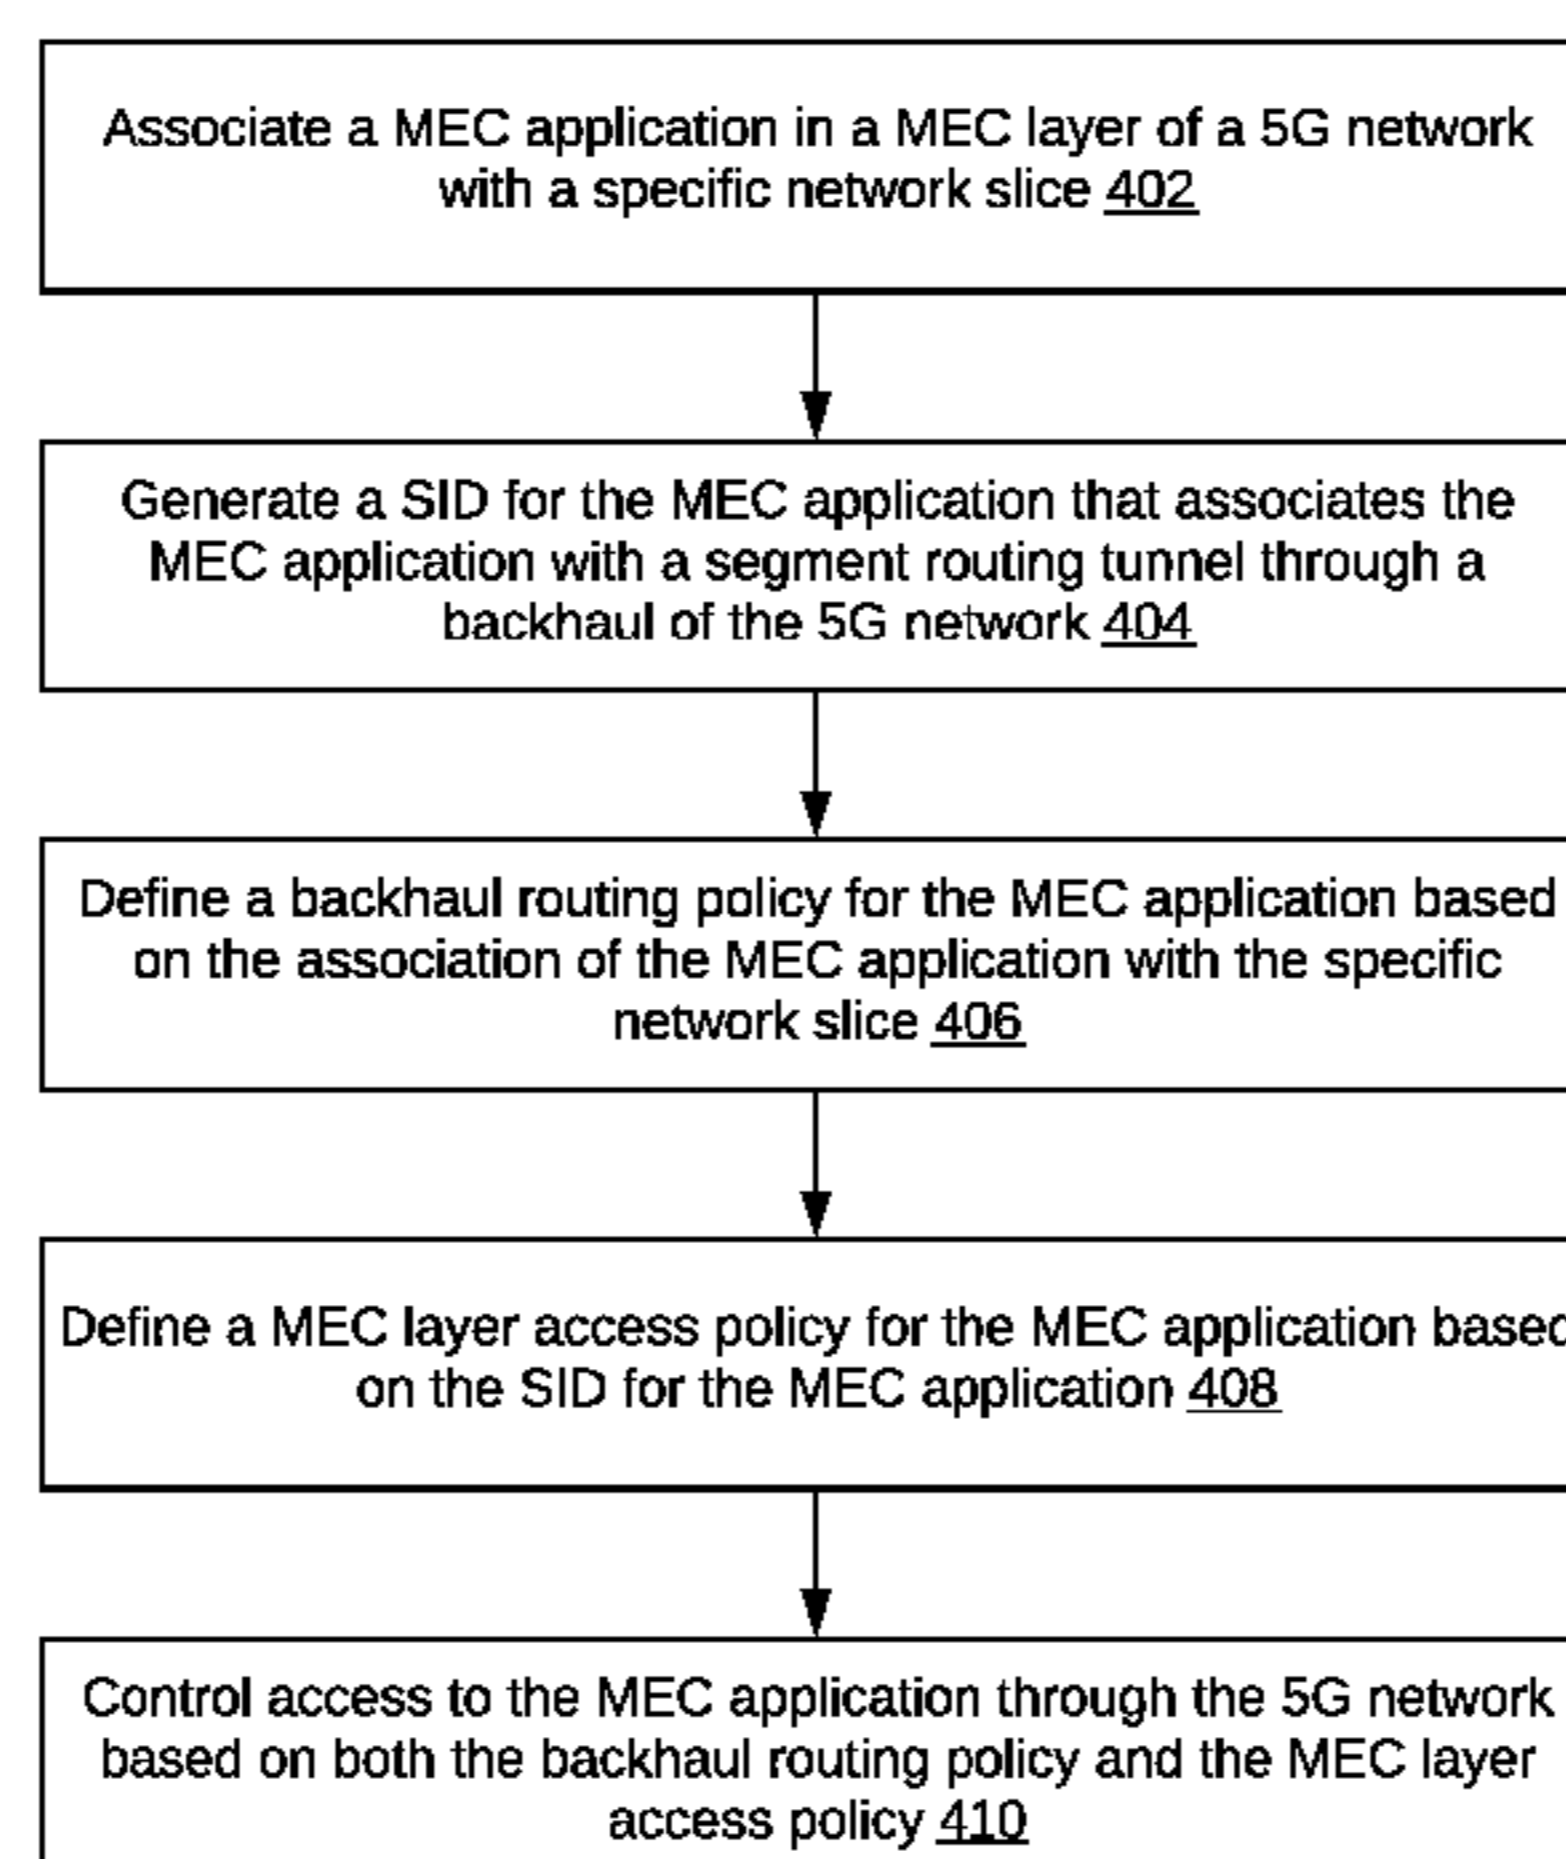 Associate a MEC application in a MEC layer of a 5G network
with a specific network slice 402
Generate a SID for the MEC application that associates the
MEC application with a segment routing tunnel through a
backhaul of the 5G network 404
Define a backhaul routing policy for the MEC application based
on the association of the MEC application with the specific
network slice 406
Define a MEC layer access policy for the MEC application based
on the SID for the MEC application 408
Control access to the MEC application through the 5G network
based on both the backhaul routing policy and the MEC layer
access policy 410